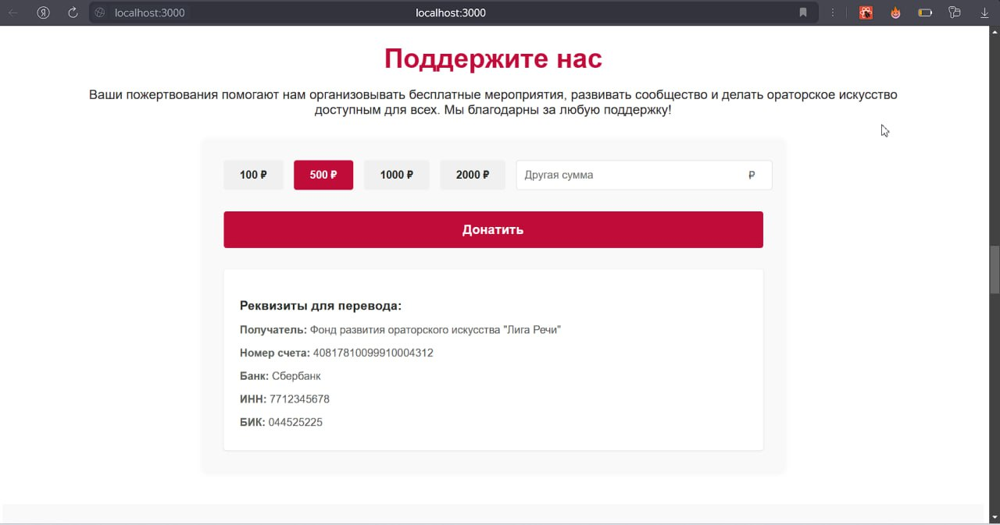 localhost:3000
localhost:3000
Поддержите нас
Ваши пожертвования помогают нам организовывать бесплатные мероприятия, развивать сообщество и делать ораторское искусство
доступным для всех. Мы благодарны за любую поддержку!
100 ₽ 500 ₽ 1000 ₽ 2000 ₽ Другая сумма ₽
Донатить
Реквизиты для перевода:
Получатель: Фонд развития ораторского искусства "Лига Речи"
Номер счета: 40817810099910004312
Банк: Сбербанк
ИНН: 7712345678
БИК: 044525225